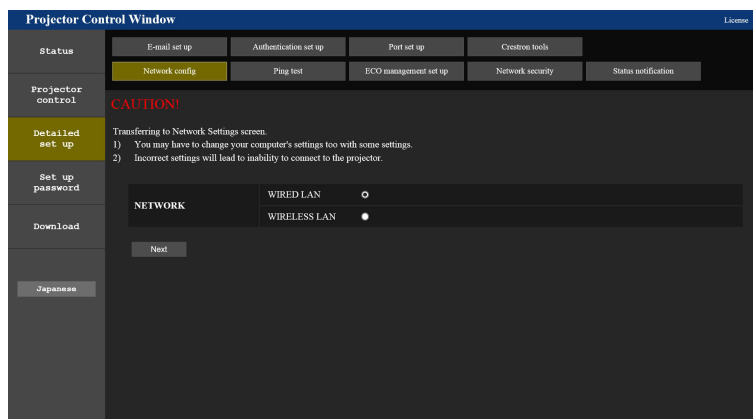 Projector Control Window
License
Status
E-mail set up
Authentication set up
Port set up
Crestron tools
Network config
Ping test
ECO management set up
Network security
Status notification
Projector
control
Detailed
set up
Set up
password
Download
Japanese
CAUTION!
Transferring to Network Settings screen.
1) You may have to change your computer's settings too with some settings.
2) Incorrect settings will lead to inability to connect to the projector.
NETWORK
WIRED LAN
WIRELESS LAN
Next